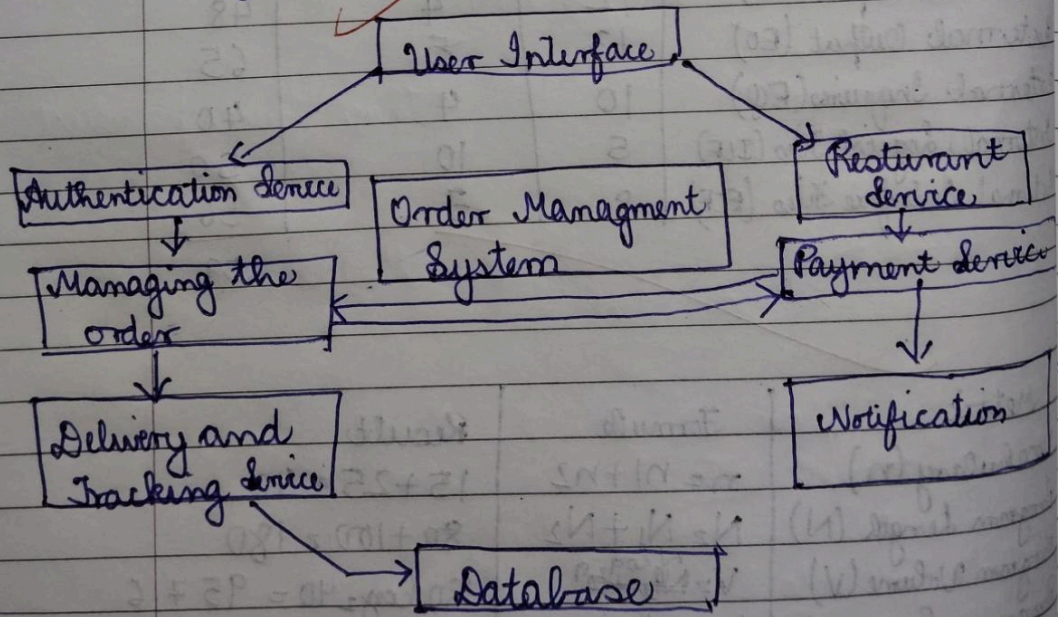 User Interface
Authentication Service
Order Managment
System
Resturant
Service
Managing the
order
Payment Service
Delivery and
Tracking Service
Notification
Database